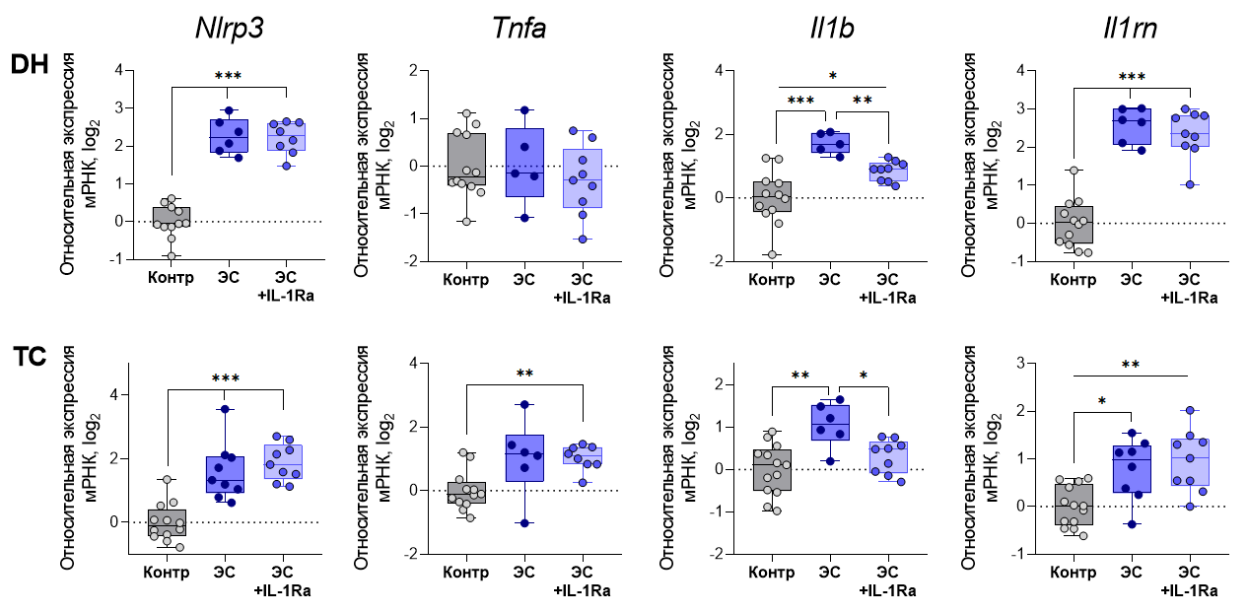 Nlrp3 Tnfa Il1b Il1rn
DH
Относительная экспрессия
мРНК, log2
4
3
2
1
0
-1
***
Контр ЭС ЭС
+IL-1Ra
Относительная экспрессия
мРНК, log2
2
1
0
-1
-2
Контр ЭС ЭС
+IL-1Ra
Относительная экспрессия
мРНК, log2
4
2
0
-2
*
*** **
Контр ЭС ЭС
+IL-1Ra
Относительная экспрессия
мРНК, log2
4
3
2
1
0
-1
***
Контр ЭС ЭС
+IL-1Ra
TC
Относительная экспрессия
мРНК, log2
4
2
0
***
Контр ЭС ЭС
+IL-1Ra
Относительная экспрессия
мРНК, log2
4
2
0
-2
**
Контр ЭС ЭС
+IL-1Ra
Относительная экспрессия
мРНК, log2
2
1
0
-1
-2
** *
Контр ЭС ЭС
+IL-1Ra
Относительная экспрессия
мРНК, log2
3
2
1
0
-1
**
*
Контр ЭС ЭС
+IL-1Ra